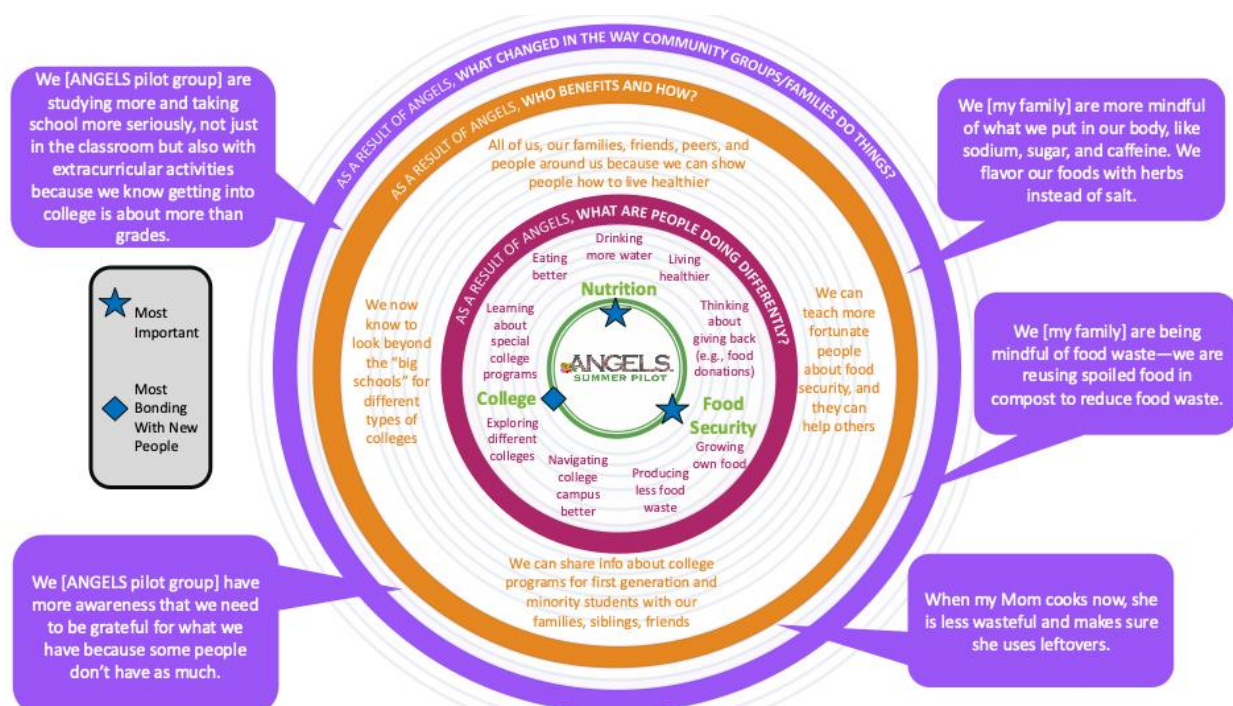 AS A RESULT OF ANGELS, WHAT CHANGED IN THE WAY COMMUNITY GROUPS/FAMILIES DO THINGS?
We [ANGELS pilot group] are
studying more and taking
school more seriously, not just
in the classroom but also with
extracurricular activities
because we know getting into
college is about more than
grades.
We [my family] are more mindful
of what we put in our body, like
sodium, sugar, and caffeine. We
flavor our foods with herbs
instead of salt.
We [my family] are being
mindful of food waste—we are
reusing spoiled food in
compost to reduce food waste.
When my Mom cooks now, she
is less wasteful and makes sure
she uses leftovers.
We [ANGELS pilot group] have
more awareness that we need
to be grateful for what we
have because some people
don't have as much.
Most
Important
Most
Bonding
With New
People
AS A RESULT OF ANGELS, WHO BENEFITS AND HOW?
All of us, our families, friends, peers, and
people around us because we can show
people how to live healthier
We now
know to
look beyond
the "big
schools" for
different
types of
colleges
We can
teach more
fortunate
people
about food
security, and
they can
help others
We can share info about college
programs for first generation and
minority students with our
families, siblings, friends
AS A RESULT OF ANGELS, WHAT ARE PEOPLE DOING DIFFERENTLY?
Eating
better
Drinking
more water
Living
healthier
Nutrition
Learning
about
special
college
programs
Thinking
about
giving back
(e.g., food
donations)
ANGELS
SUMMER PILOT
College
Food
Security
Exploring
different
colleges
Navigating
college
campus
better
Producing
less food
waste
Growing
own food